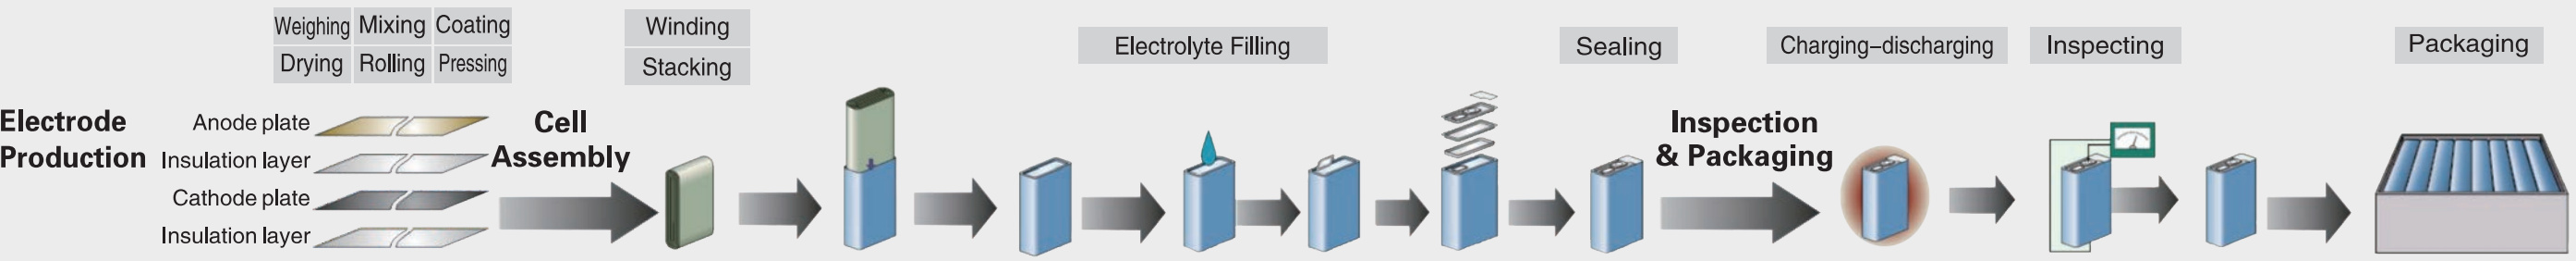 Weighing Mixing Coating
Drying Rolling Pressing
Winding
Stacking
Electrolyte Filling
Sealing
Charging–discharging
Inspecting
Packaging
Electrode
Production
Anode plate
Insulation layer
Cathode plate
Insulation layer
Cell
Assembly
Inspection
& Packaging